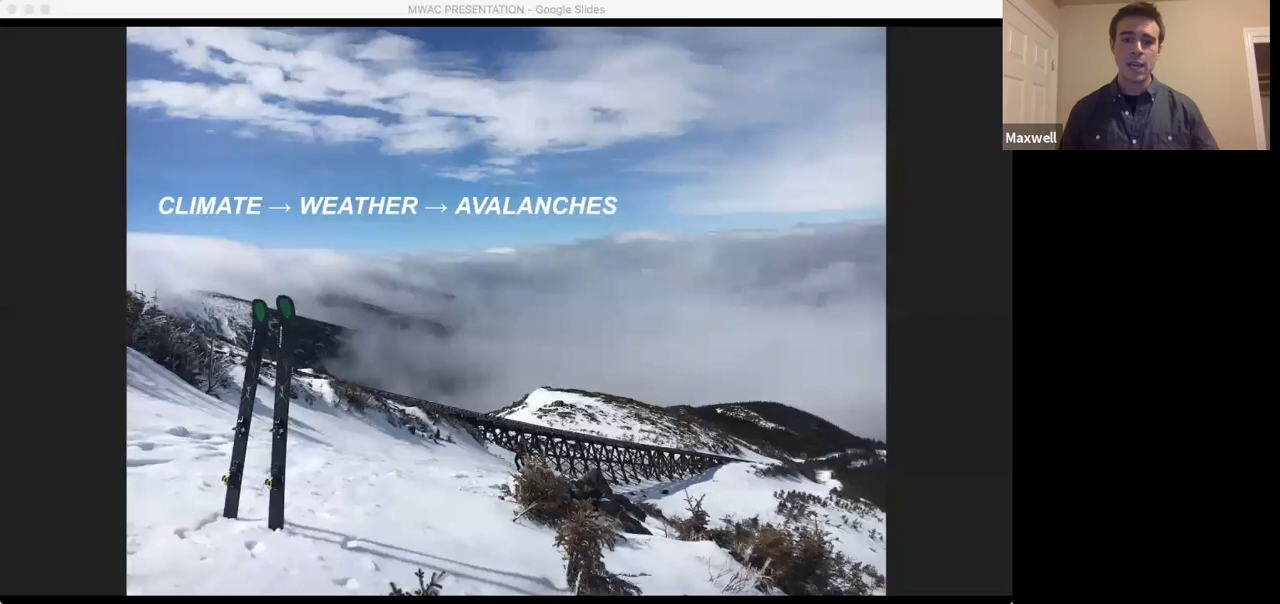 MWAC PRESENTATION - Google Slides
CLIMATE → WEATHER → AVALANCHES
Maxwell